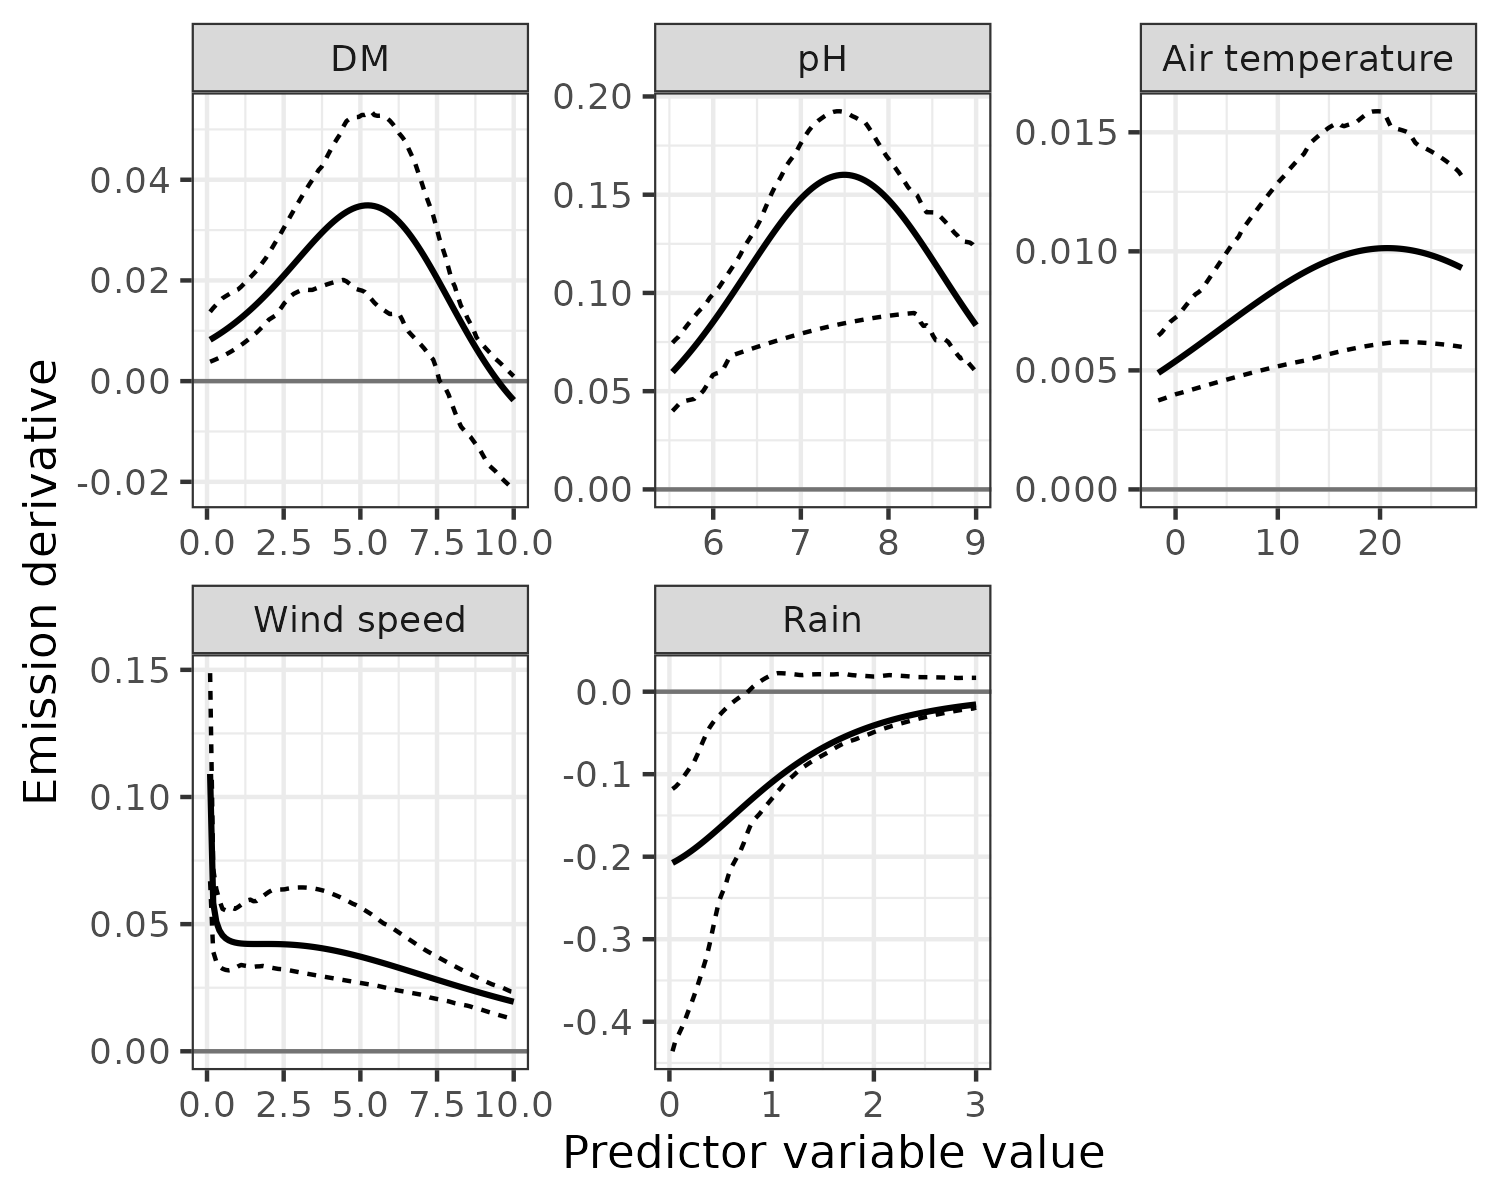 DM
pH
Air temperature
0.04
0.02
0.00
-0.02
0.20
0.15
0.10
0.05
0.00
0.015
0.010
0.005
0.000
0.0 2.5 5.0 7.5 10.0
6 7 8 9
0 10 20
Emission derivative
Wind speed
Rain
0.15
0.10
0.05
0.00
0.0
-0.1
-0.2
-0.3
-0.4
0.0 2.5 5.0 7.5 10.0
0 1 2 3
Predictor variable value